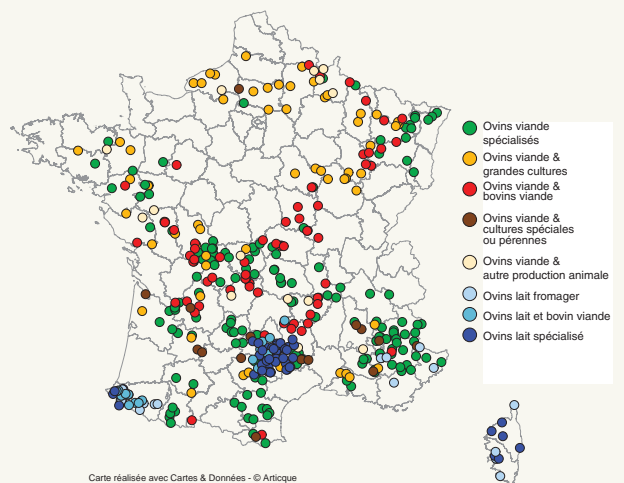 Ovins viande
spécialisés
Ovins viande &
grandes cultures
Ovins viande &
bovins viande
Ovins viande &
cultures spéciales
ou pérennes
Ovins viande &
autre production animale
Ovins lait fromager
Ovins lait et bovin viande
Ovins lait spécialisé
Carte réalisée avec Cartes & Données - © Articque